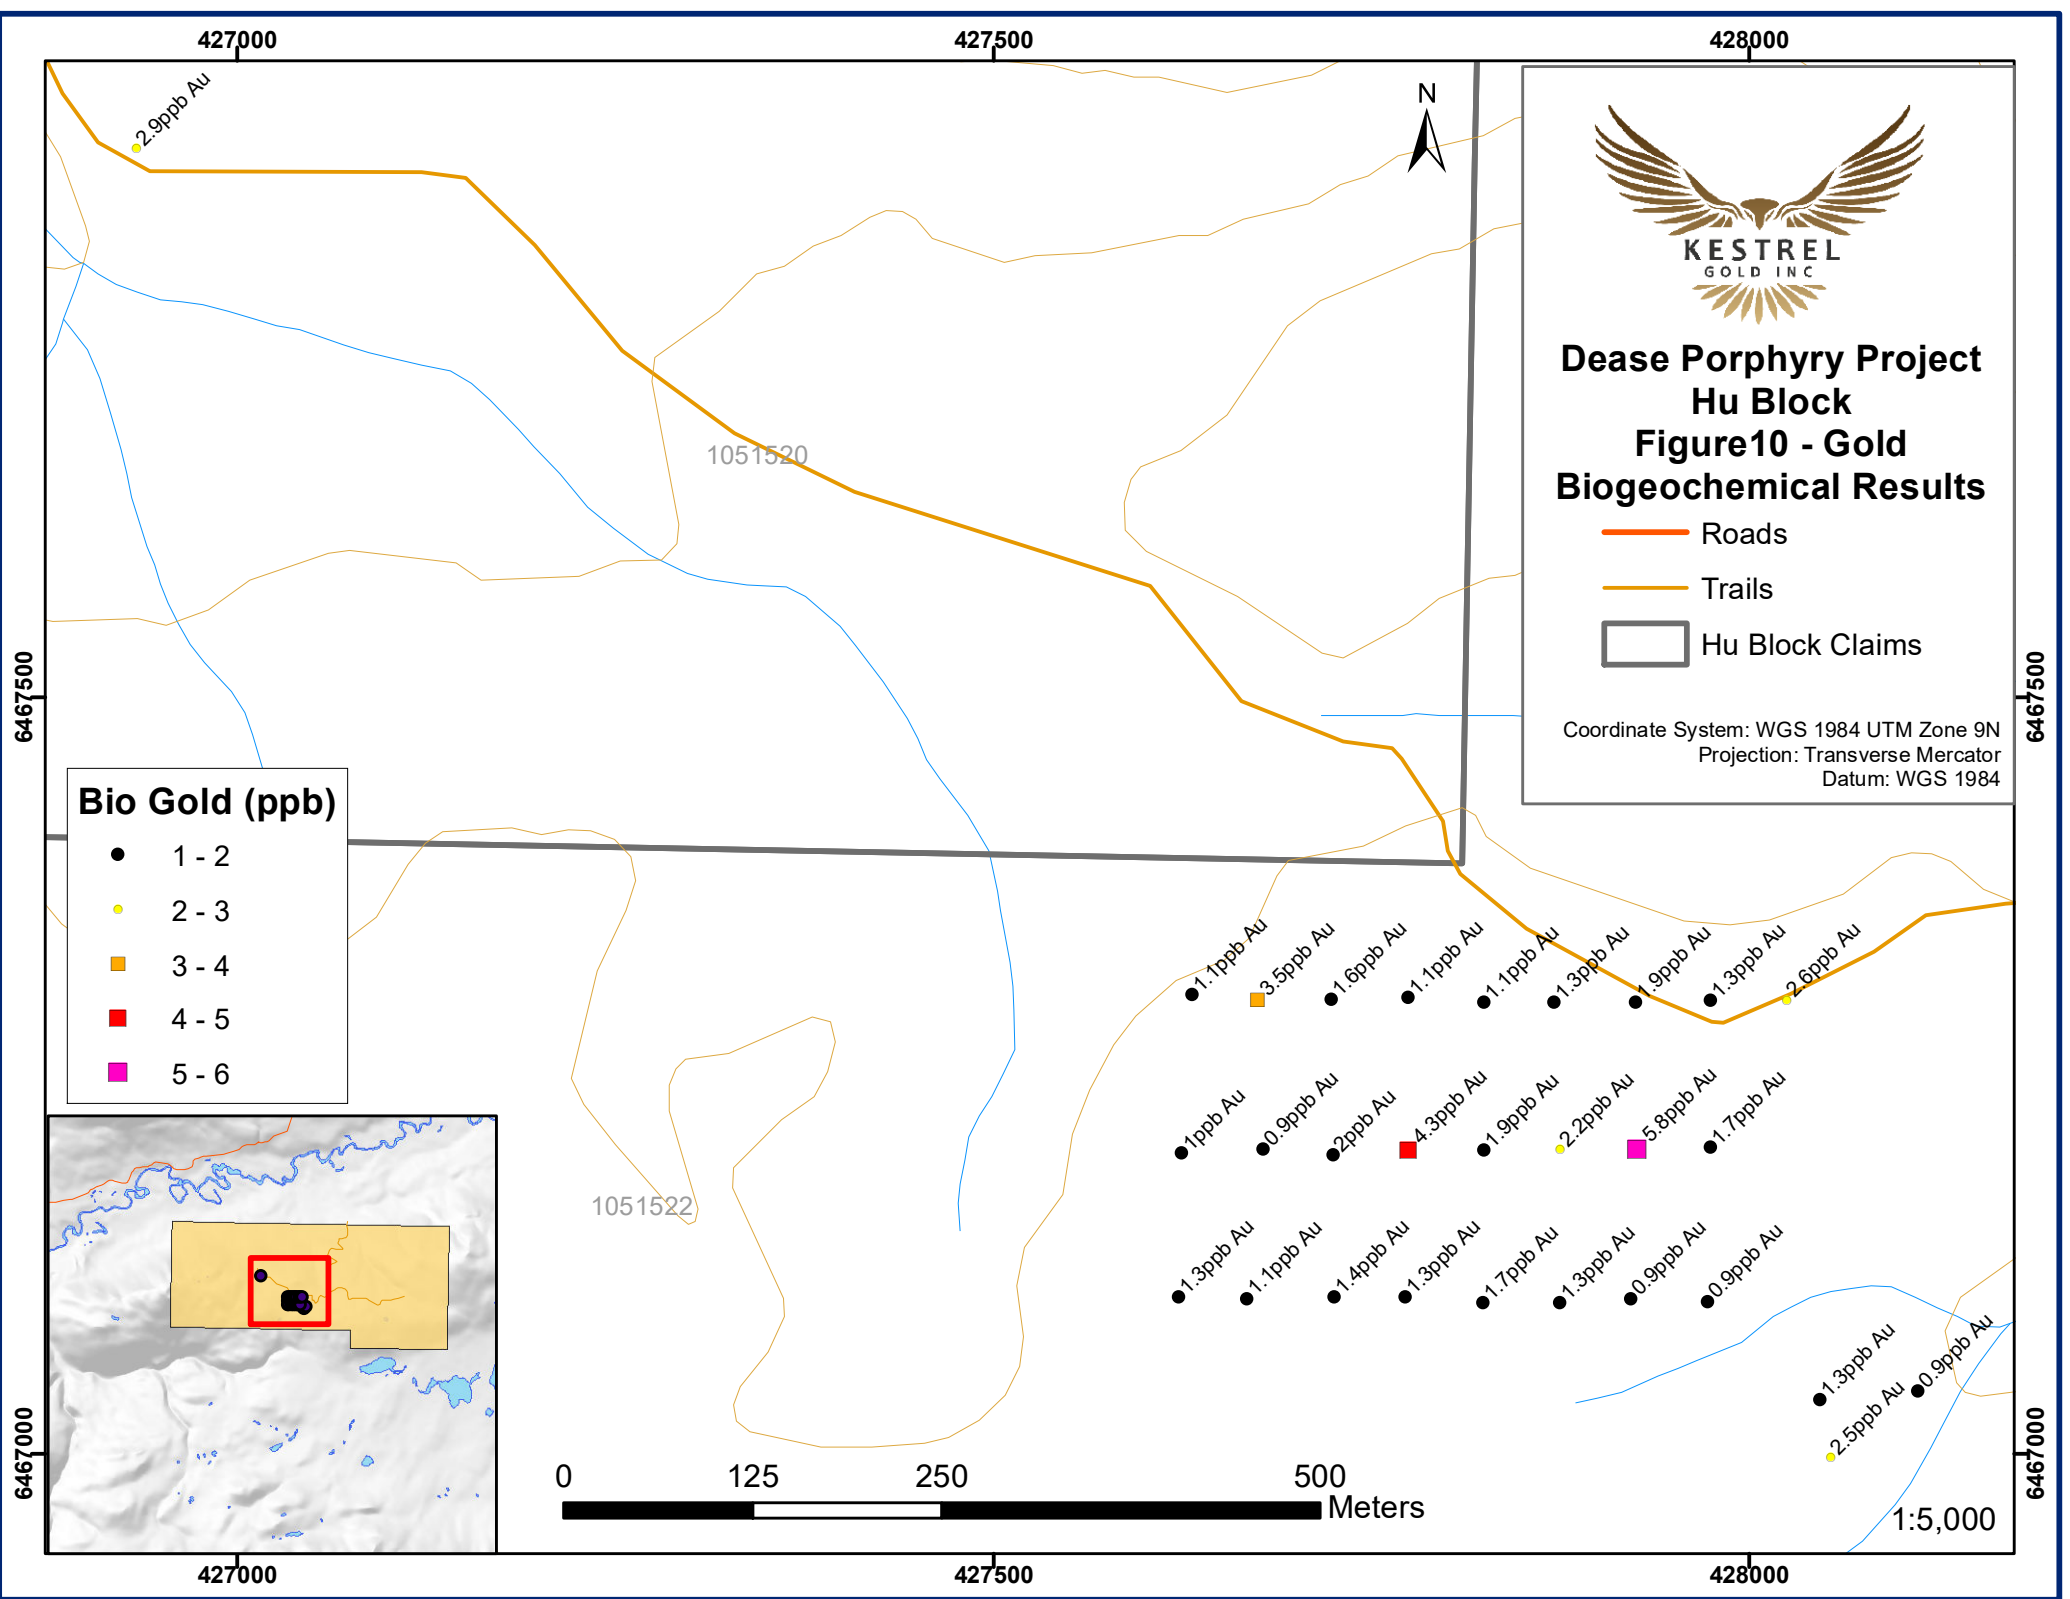 427000
427500
428000
2.9ppb Au
N
KESTREL
GOLD INC
Dease Porphyry Project
Hu Block
Figure10 - Gold
Biogeochemical Results
Roads
Trails
Hu Block Claims
Coordinate System: WGS 1984 UTM Zone 9N
Projection: Transverse Mercator
Datum: WGS 1984
1051520
6467500
6467500
Bio Gold (ppb)
1 - 2
2 - 3
3 - 4
4 - 5
5 - 6
1.1ppb Au
3.5ppb Au
1.6ppb Au
1.1ppb Au
1.1ppb Au
1.3ppb Au
1.9ppb Au
1.3ppb Au
2.6ppb Au
1ppb Au
0.9ppb Au
2ppb Au
4.3ppb Au
1.9ppb Au
2.2ppb Au
5.8ppb Au
1.7ppb Au
1051522
1.3ppb Au
1.1ppb Au
1.4ppb Au
1.3ppb Au
1.7ppb Au
1.3ppb Au
0.9ppb Au
0.9ppb Au
1.3ppb Au
0.9ppb Au
2.5ppb Au
6467000
6467000
0 125 250 500
Meters
1:5,000
427000
427500
428000